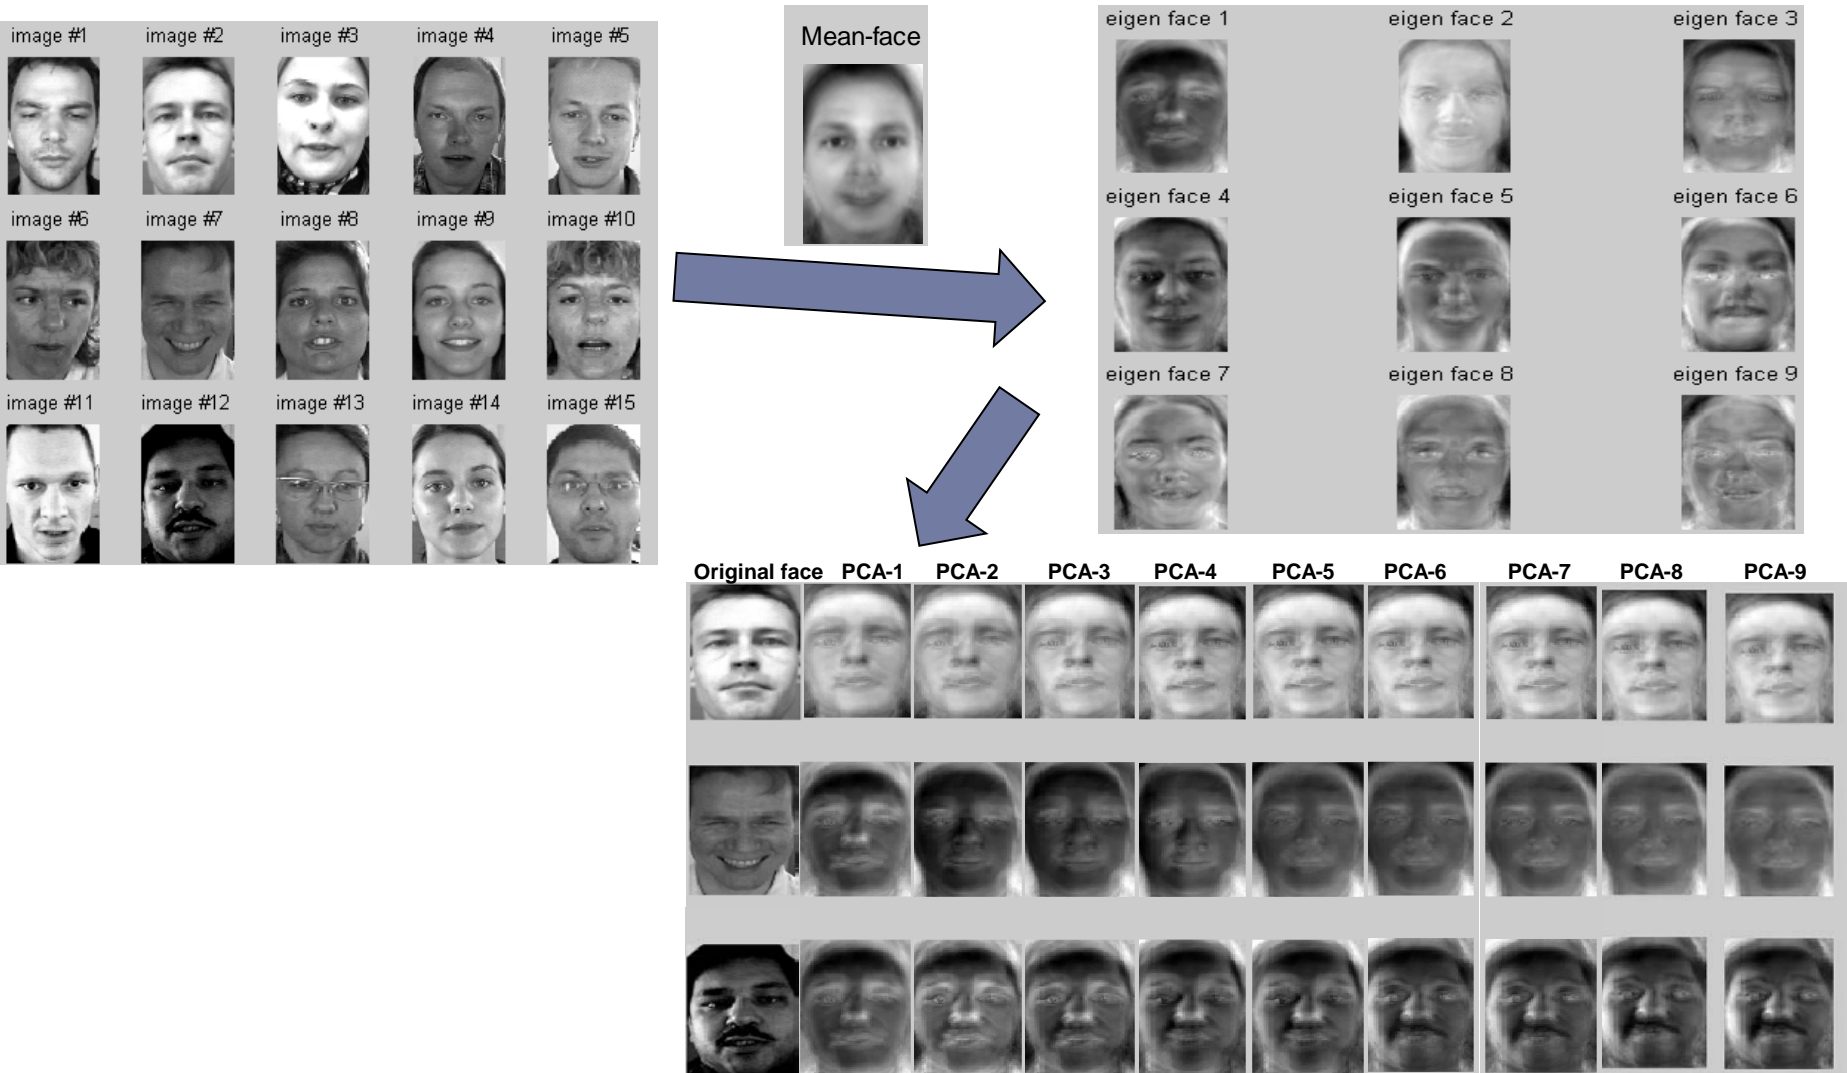 image #1 image #2 image #3 image #4 image #5
image #6 image #7 image #8 image #9 image #10
image #11 image #12 image #13 image #14 image #15
Mean-face
eigen face 1 eigen face 2 eigen face 3
eigen face 4 eigen face 5 eigen face 6
eigen face 7 eigen face 8 eigen face 9
Original face PCA-1 PCA-2 PCA-3 PCA-4 PCA-5 PCA-6 PCA-7 PCA-8 PCA-9